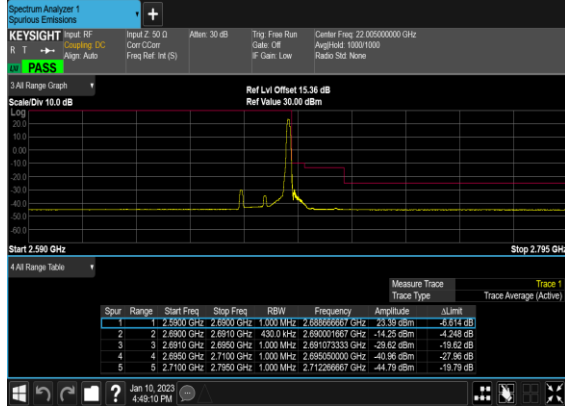 Spectrum Analyzer 1
Spurious Emissions
KEYSIGHT Input: RF Input Z: 50 Ω Atten: 30 dB Trig: Free Run Center Freq: 22.005000000 GHz
R T Coupling: DC Corr CCorr Gate: Off Avg|Hold: 1000/1000
Align: Auto Freq Ref: Int (S) IF Gain: Low Radio Std: None
PASS
3 All Range Graph
Ref Lvl Offset 15.36 dB
Scale/Div 10.0 dB Ref Value 30.00 dBm
Log
20.0
10.0
0.00
-10.0
-20.0
-30.0
-40.0
-50.0
-60.0
Start 2.590 GHz Stop 2.795 GHz
4 All Range Table
Measure Trace Trace 1
Trace Type Trace Average (Active)
Spur Range Start Freq Stop Freq RBW Frequency Amplitude ΔLimit
1 1 2.5900 GHz 2.6900 GHz 1.000 MHz 2.688666667 GHz 23.39 dBm -6.614 dB
2 2 2.6900 GHz 2.6910 GHz 430.0 kHz 2.690001667 GHz -14.25 dBm -4.248 dB
3 3 2.6910 GHz 2.6950 GHz 1.000 MHz 2.691073333 GHz -29.62 dBm -19.62 dB
4 4 2.6950 GHz 2.7100 GHz 1.000 MHz 2.695050000 GHz -40.96 dBm -27.96 dB
5 5 2.7100 GHz 2.7950 GHz 1.000 MHz 2.712266667 GHz -44.79 dBm -19.79 dB
? Jan 10, 2023
4:49:10 PM